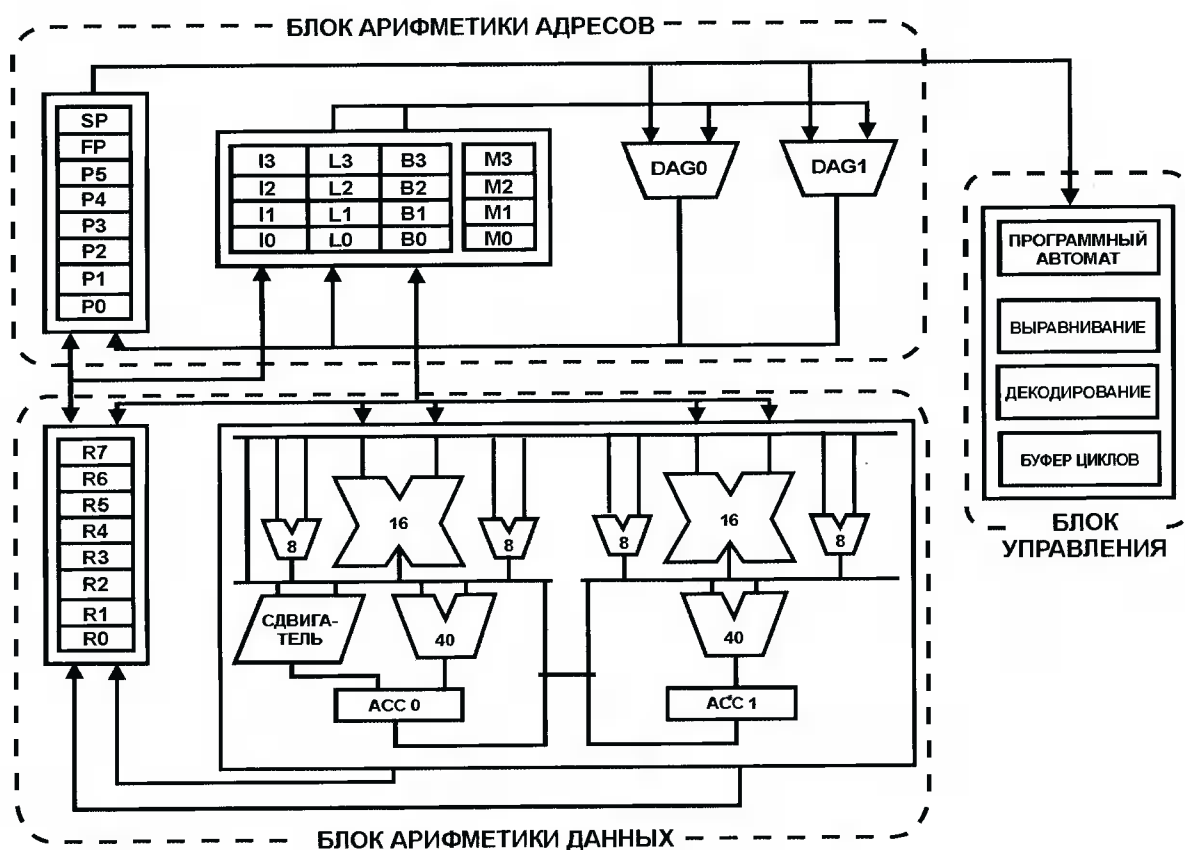 БЛОК АРИФМЕТИКИ АДРЕСОВ
SP
FP
P5
P4
P3
P2
P1
P0
I3 L3 B3 M3
I2 L2 B2 M2
I1 L1 B1 M1
I0 L0 B0 M0
DAG0
DAG1
ПРОГРАММНЫЙ
АВТОМАТ
ВЫРАВНИВАНИЕ
ДЕКОДИРОВАНИЕ
БУФЕР ЦИКЛОВ
БЛОК
УПРАВЛЕНИЯ
R7
R6
R5
R4
R3
R2
R1
R0
8
16
8
8
16
8
СДВИГА-
ТЕЛЬ
40
40
ACC 0
ACC 1
БЛОК АРИФМЕТИКИ ДАННЫХ